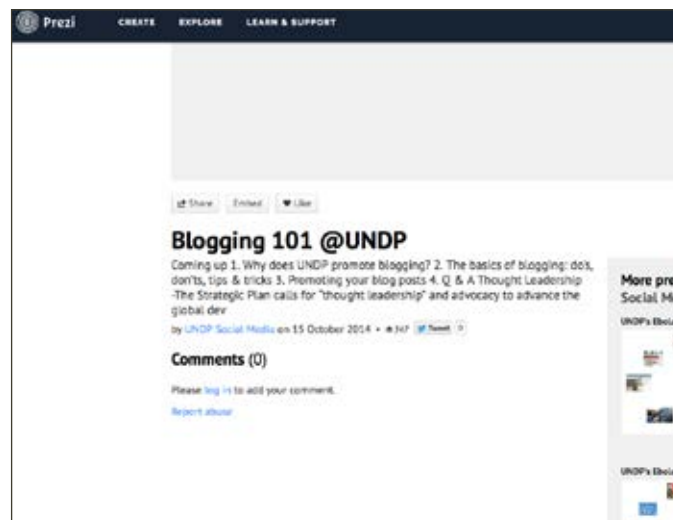 Prezi CREATE EXPLORE LEARN & SUPPORT
Share Embed Like
Blogging 101 @UNDP
Coming up 1. Why does UNDP promote blogging? 2. The basics of blogging: do's,
don'ts, tips & tricks 3. Promoting your blog posts 4. Q & A Thought Leadership
-The Strategic Plan calls for "thought leadership" and advocacy to advance the
global dev
by UNDP Social Media on 15 October 2014 • 347 Tweet 0
Comments (0)
Please log in to add your comment.
Report abuse
More pre
Social M
UNDP's Ebola
UNDP's Ebola